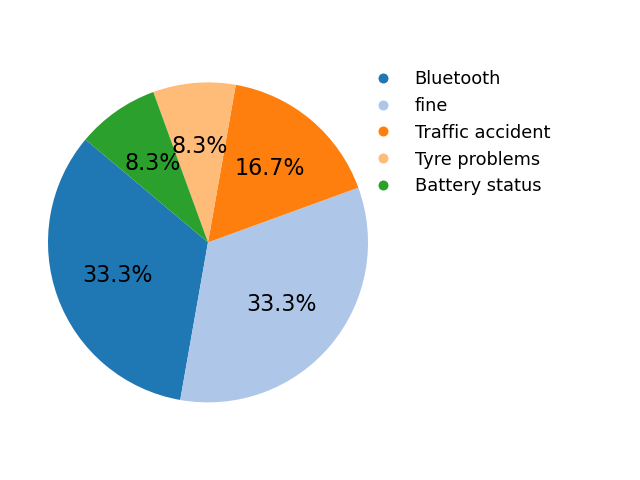 Bluetooth
fine
Traffic accident
Tyre problems
Battery status
8.3%
8.3%
16.7%
33.3%
33.3%